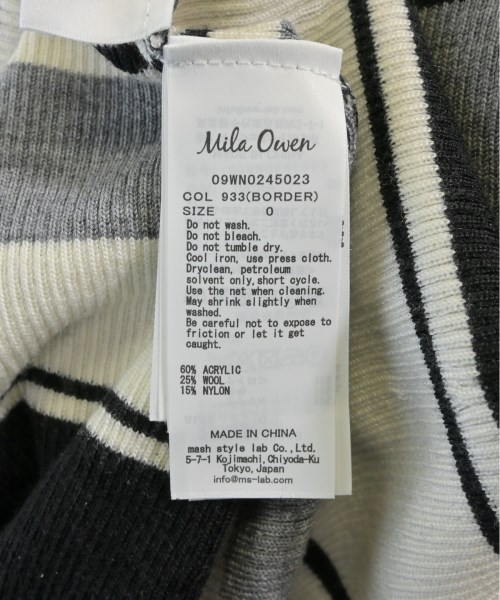 Mila Owen
09WNO245023
COL 933(BORDER)
SIZE 0
Do not wash.
Do not bleach.
Do not tumble dry.
Cool iron, use press cloth.
Dryclean, petroleum
solvent only,short cycle.
Use the net when cleaning.
May shrink slightly when
washed.
Be careful not to expose to
friction or let it get
caught.
60% ACRYLIC
25% WOOL
15% NYLON
MADE IN CHINA
mash style lab Co.,Ltd.
5-7-1 Kojimachi,Chiyoda-Ku
Tokyo,Japan
info@ms-lab.com